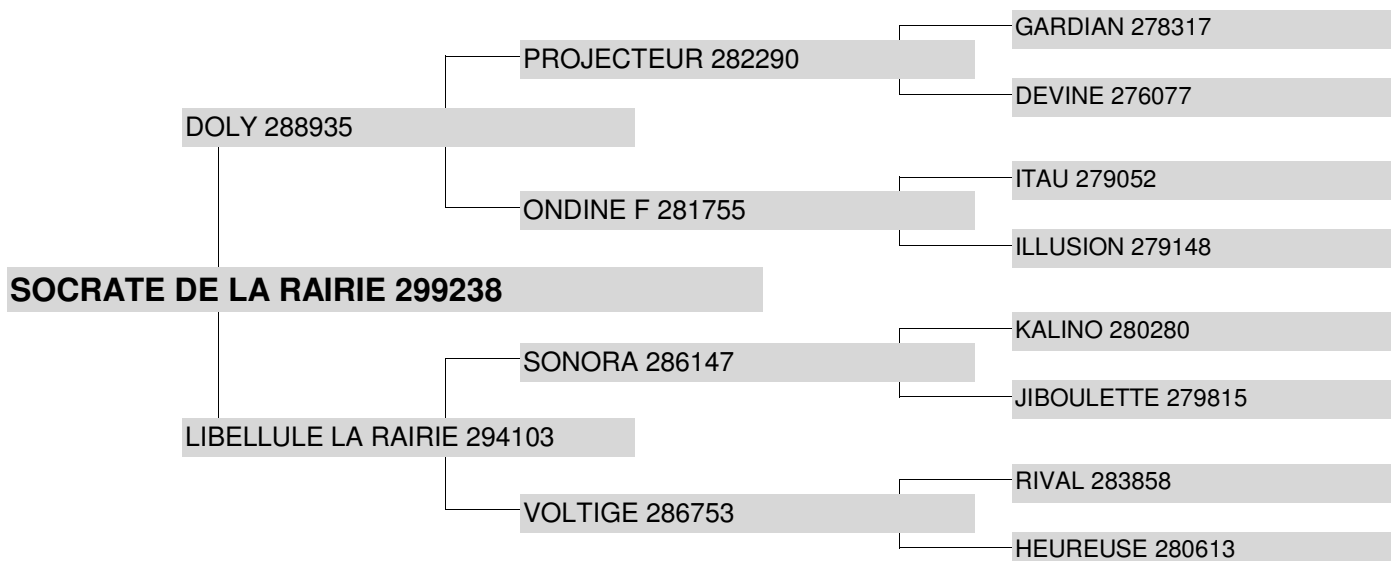 GARDIAN 278317
PROJECTEUR 282290
DEVINE 276077
DOLY 288935
ITAU 279052
ONDINE F 281755
ILLUSION 279148
SOCRATE DE LA RAIRIE 299238
KALINO 280280
SONORA 286147
JIBOULETTE 279815
LIBELLULE LA RAIRIE 294103
RIVAL 283858
VOLTIGE 286753
HEUREUSE 280613